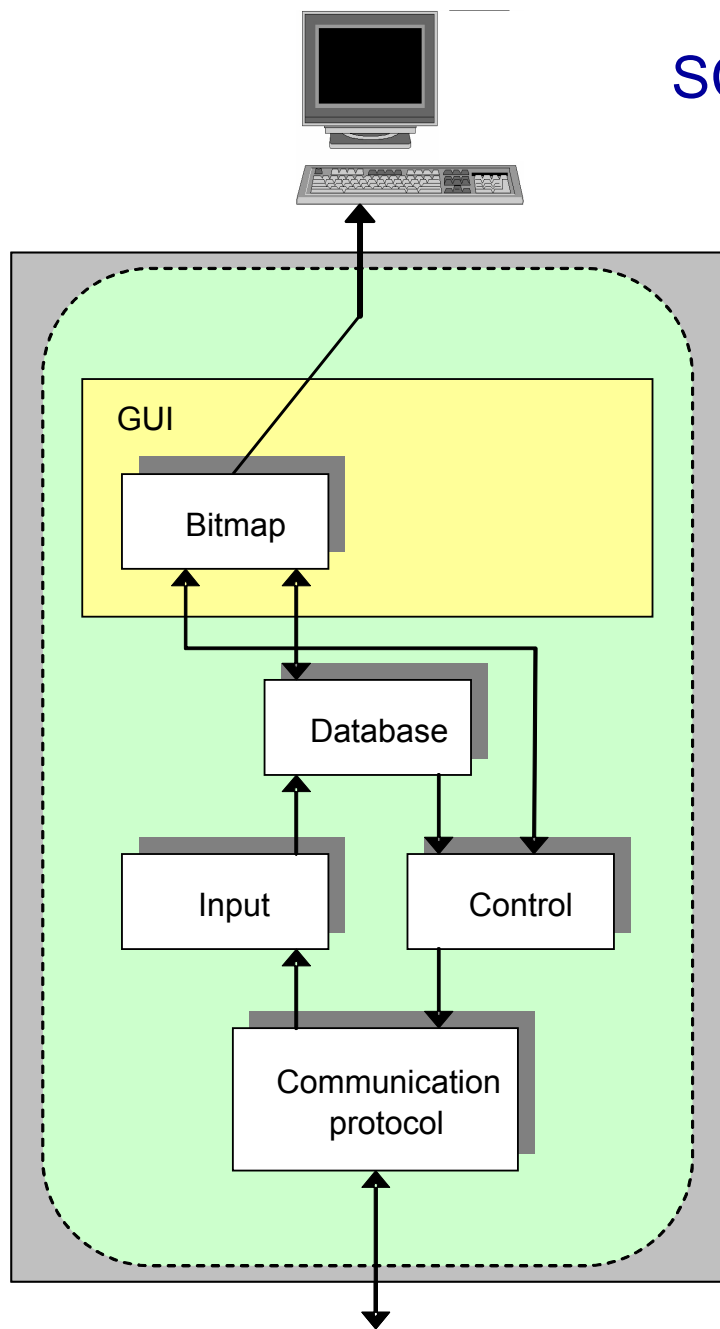 GUI
Bitmap
Database
Input
Control
Communication
protocol